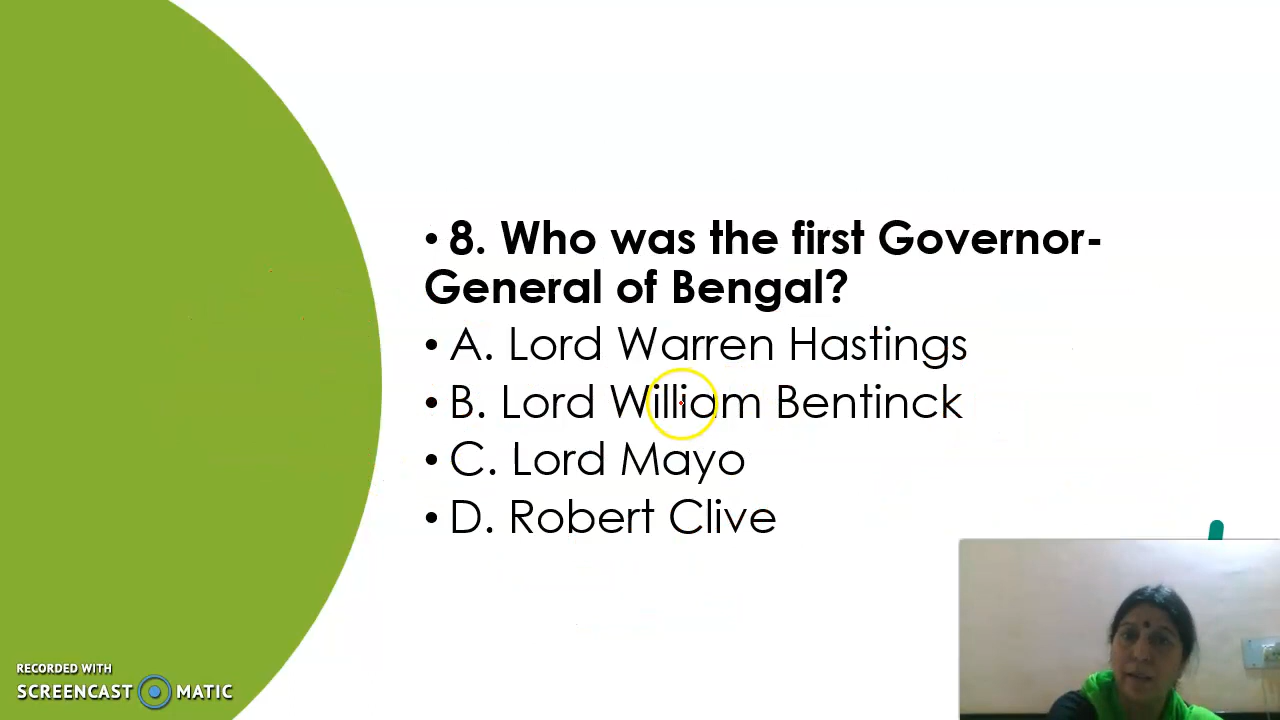 • 8. Who was the first Governor-
General of Bengal?
• A. Lord Warren Hastings
• B. Lord William Bentinck
• C. Lord Mayo
• D. Robert Clive
RECORDED WITH
SCREENCAST MATIC